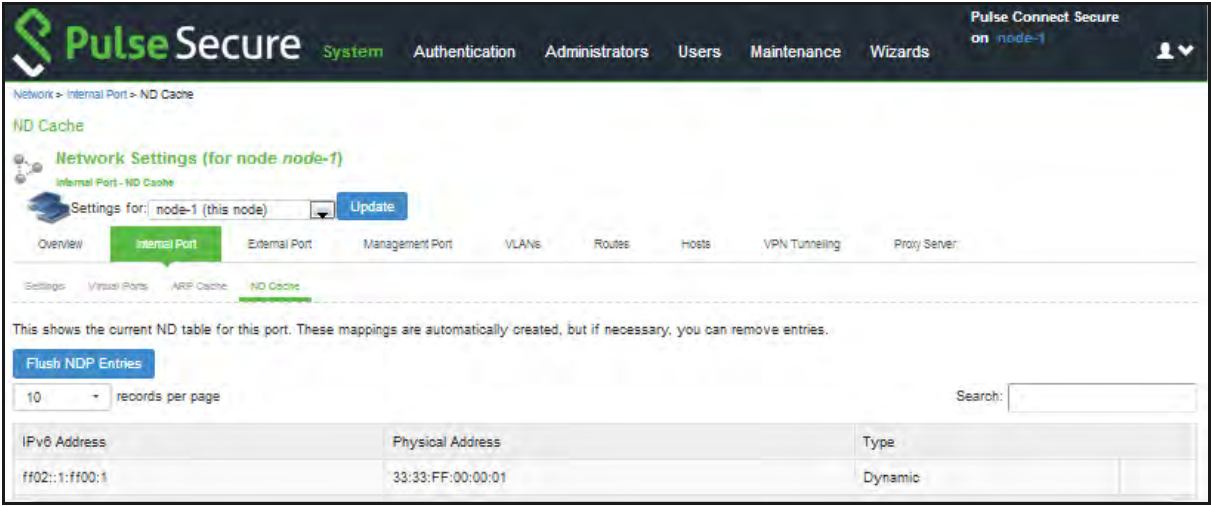 Pulse Secure System Authentication Administrators Users Maintenance Wizards
Pulse Connect Secure
on node-1
Network > Internal Port > ND Cache
ND Cache
Network Settings (for node node-1)
Internal Port - ND Cache
Settings for: node-1 (this node) Update
Overview Internal Port External Port Management Port VLANs Routes Hosts VPN Tunneling Proxy Server
Settings Virtual Ports ARP Cache ND Cache
This shows the current ND table for this port. These mappings are automatically created, but if necessary, you can remove entries.
Flush NDP Entries
10 records per page Search:
IPv6 Address Physical Address Type
ff02::1:ff00:1 33:33:FF:00:00:01 Dynamic